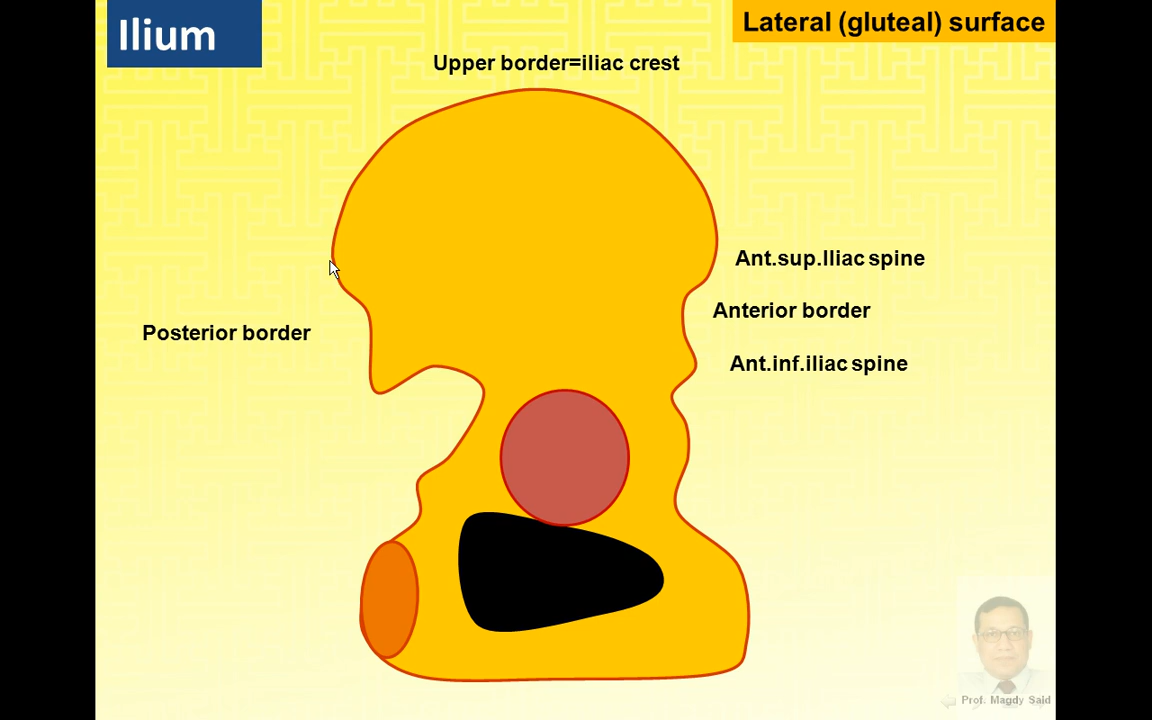 Ilium
Lateral (gluteal) surface
Upper border=iliac crest
Ant.sup.Iliac spine
Anterior border
Posterior border
Ant.inf.iliac spine
Prof. Magdy Said